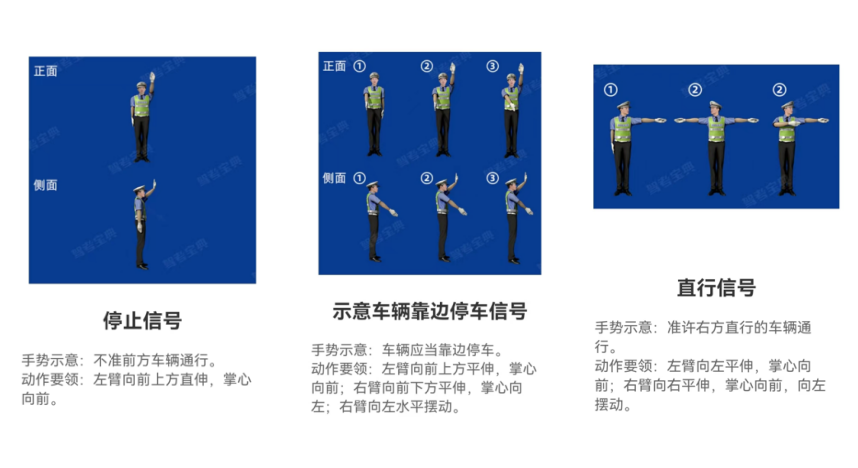 正面
侧面
停止信号
手势示意：不准前方车辆通行。
动作要领：左臂向前上方直伸，掌心
向前。
正面 ① ② ③
侧面 ① ② ③
示意车辆靠边停车信号
手势示意：车辆应当靠边停车。
动作要领：左臂向前上方平伸，掌心
向前；右臂向前下方平伸，掌心向
左；右臂向左水平摆动。
① ② ②
直行信号
手势示意：准许右方直行的车辆通
行。
动作要领：左臂向左平伸，掌心向
前；右臂向右平伸，掌心向前，向左
摆动。
驾考宝典